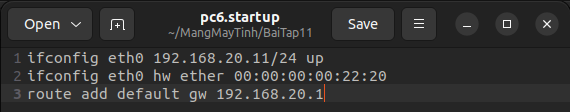 Open
pc6.startup
~/MangMayTinh/BaiTap11
Save
1 ifconfig eth0 192.168.20.11/24 up
2 ifconfig eth0 hw ether 00:00:00:00:22:20
3 route add default gw 192.168.20.1